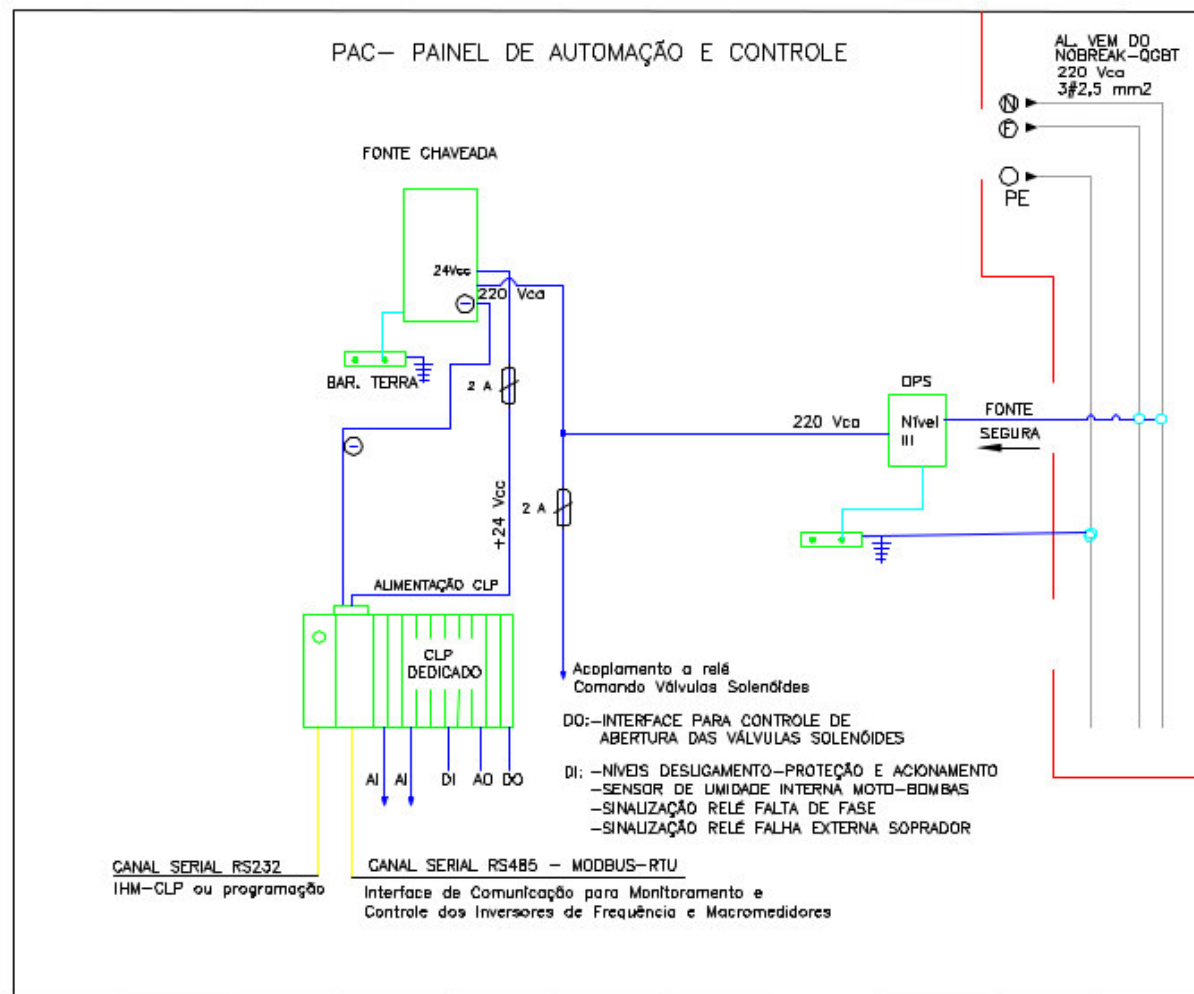 PAC— PAINEL DE AUTOMAÇÃO E CONTROLE
AL. VEM DO
NOBREAK-QGBT
220 Vca
3#2,5 mm2
N
F
PE
FONTE CHAVEADA
24Vcc
220 Vca
BAR. TERRA
2 A
+24 Vcc
2 A
220 Vca
DPS
Nível
III
FONTE
SEGURA
ALIMENTAÇÃO CLP
CLP
DEDICADO
AI
AI
DI
AO
DO
Acoplamento a relé
Comando Válvulas Solenóides
DO:—INTERFACE PARA CONTROLE DE
ABERTURA DAS VÁLVULAS SOLENÓIDES
DI: —NÍVEIS DESLIGAMENTO—PROTEÇÃO E ACIONAMENTO
—SENSOR DE UMIDADE INTERNA MOTO—BOMBAS
—SINALIZAÇÃO RELÉ FALTA DE FASE
—SINALIZAÇÃO RELÉ FALHA EXTERNA SOPRADOR
CANAL SERIAL RS232
IHM—CLP ou programação
CANAL SERIAL RS485 — MODBUS—RTU
Interface de Comunicação para Monitoramento e
Controle dos Inversores de Frequência e Macromedidores